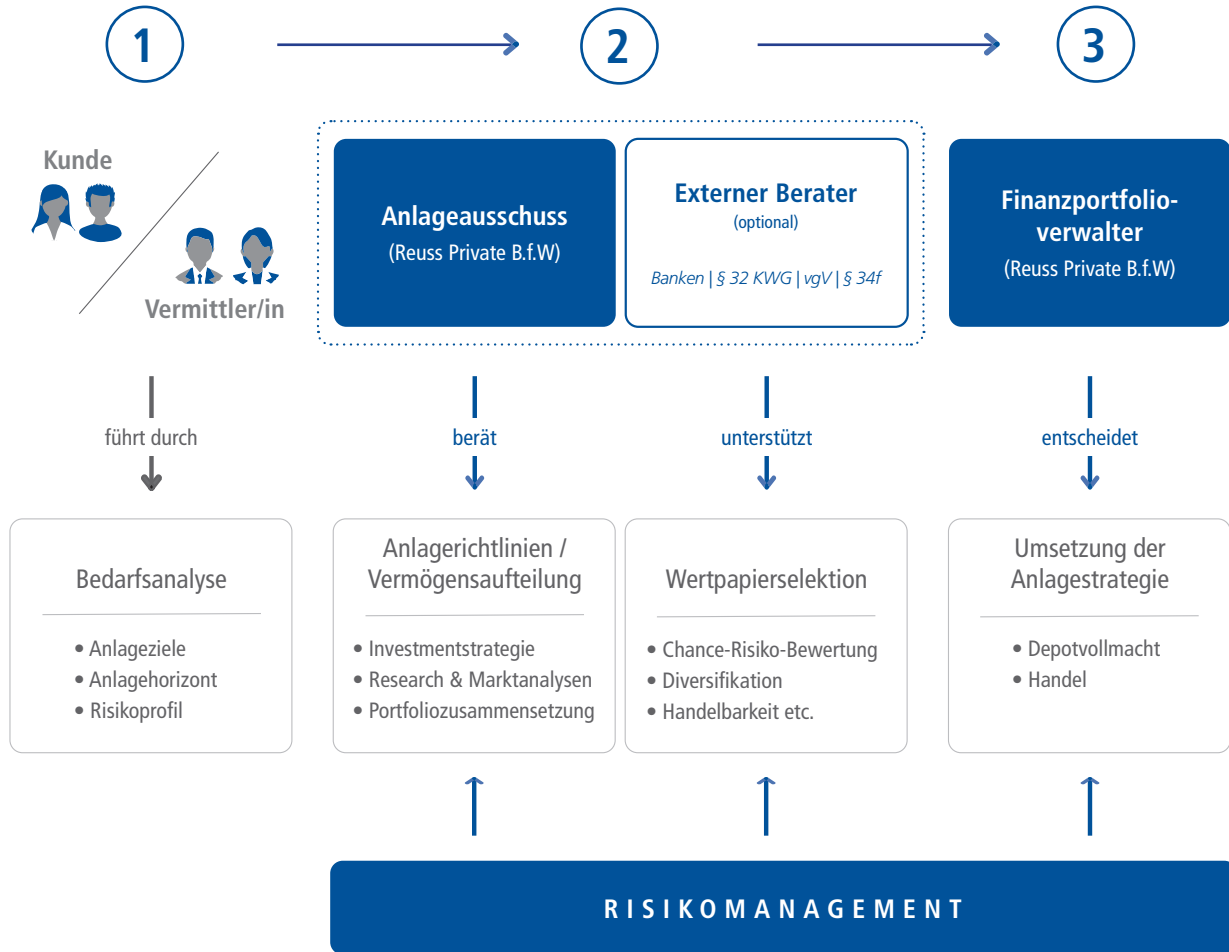 1
2
3
Kunde
Vermittler/in
Anlageausschuss
(Reuss Private B.f.W)
Externer Berater
(optional)
Banken | § 32 KWG | vgV | § 34f
Finanzportfolio-
verwalter
(Reuss Private B.f.W)
führt durch
berät
unterstützt
entscheidet
Bedarfsanalyse
• Anlageziele
• Anlagehorizont
• Risikoprofil
Anlagerichtlinien /
Vermögensaufteilung
• Investmentstrategie
• Research & Marktanalysen
• Portfoliozusammensetzung
Wertpapierselektion
• Chance-Risiko-Bewertung
• Diversifikation
• Handelbarkeit etc.
Umsetzung der
Anlagestrategie
• Depotvollmacht
• Handel
RISIKOMANAGEMENT